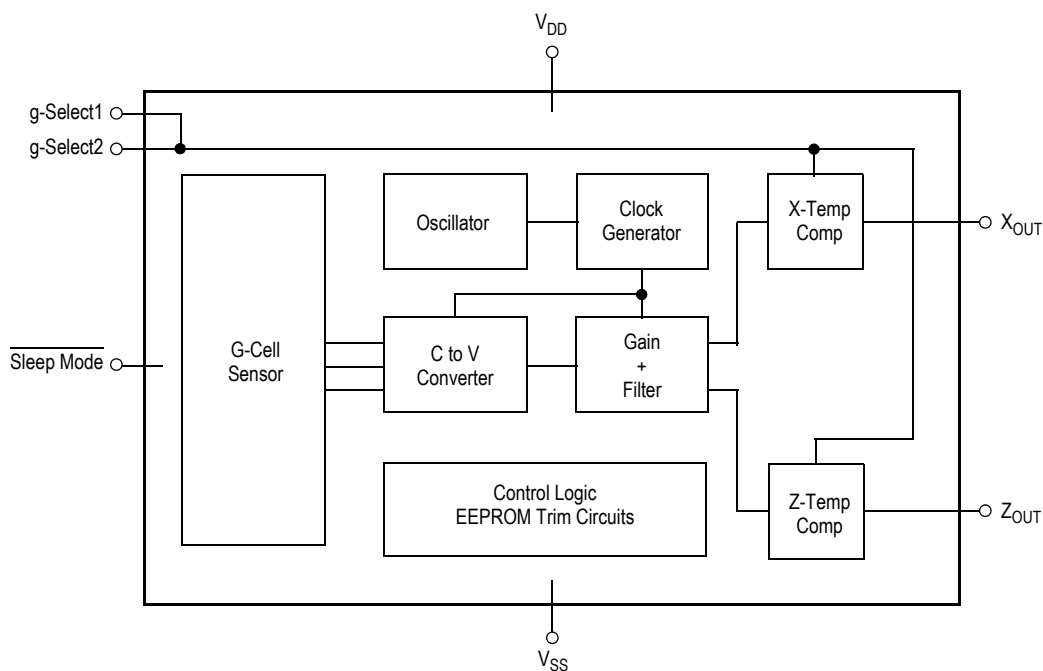 VDD
g-Select1
g-Select2
Oscillator
Clock
Generator
X-Temp
Comp
XOUT
Sleep Mode
G-Cell
Sensor
C to V
Converter
Gain
+
Filter
Control Logic
EEPROM Trim Circuits
Z-Temp
Comp
ZOUT
VSS